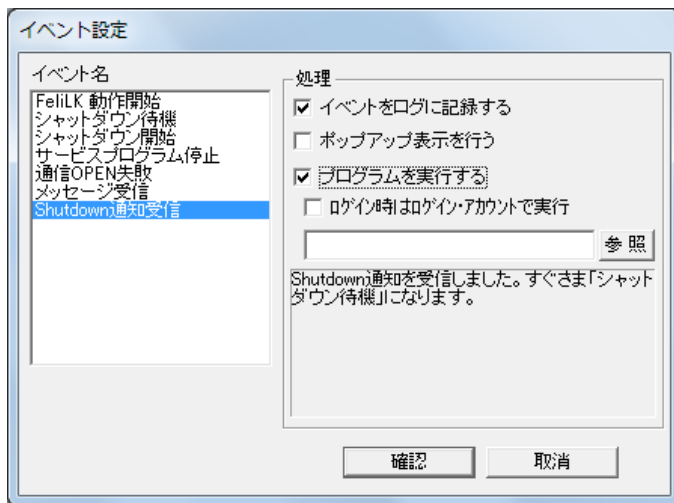 イベント設定
イベント名
FeliLK 動作開始
シャットダウン待機
シャットダウン開始
サービスプログラム停止
通信OPEN失敗
メッセージ受信
Shutdown通知受信
処理
イベントをログに記録する
ポップアップ表示を行う
プログラムを実行する
ログイン時はログイン・アカウントで実行
参照
Shutdown通知を受信しました。すぐさま「シャット
ダウン待機」になります。
確認
取消